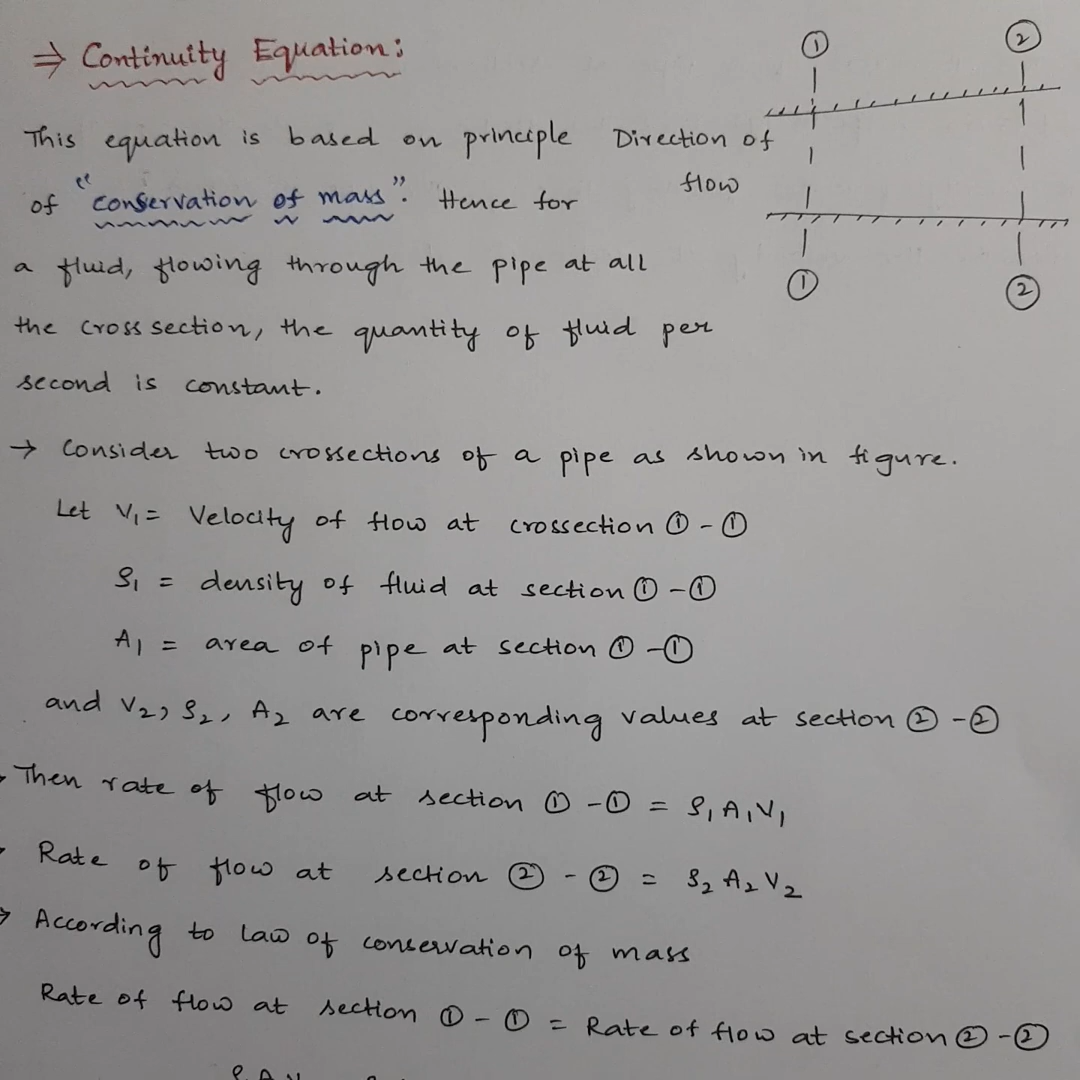 ⇒ Continuity Equation:
① ②
This equation is based on principle Direction of
of "conservation of mass". Hence for flow
a fluid, flowing through the pipe at all
① ②
the cross section, the quantity of fluid per
second is constant.
→ Consider two crossections of a pipe as shown in figure.
Let V₁ = Velocity of flow at crossection ① - ①
ρ₁ = density of fluid at section ① - ①
A₁ = area of pipe at section ① - ①
and V₂, ρ₂, A₂ are corresponding values at section ② - ②
Then rate of flow at section ① - ① = ρ₁ A₁ V₁
Rate of flow at section ② - ② = ρ₂ A₂ V₂
→ According to law of conservation of mass
Rate of flow at section ① - ① = Rate of flow at section ② - ②